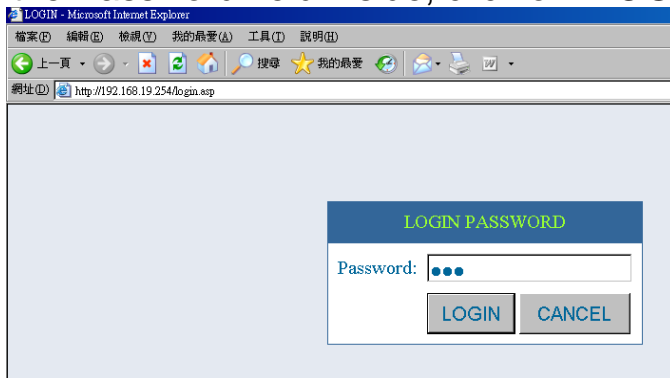 LOGIN - Microsoft Internet Explorer
檔案(F) 編輯(E) 檢視(V) 我的最愛(A) 工具(T) 說明(H)
上一頁 搜尋 我的最愛
網址(D) http://192.168.19.254/login.asp
LOGIN PASSWORD
Password: ●●●
LOGIN CANCEL